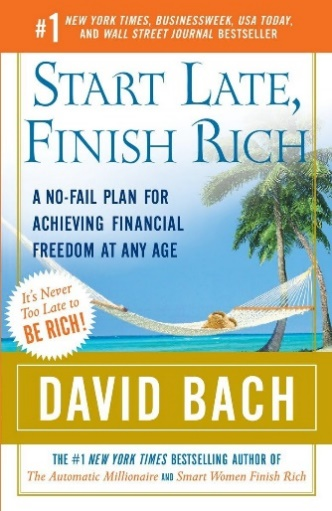 #1 NEW YORK TIMES, BUSINESSWEEK, USA TODAY,
AND WALL STREET JOURNAL BESTSELLER
START LATE,
FINISH RICH
A NO-FAIL PLAN FOR
ACHIEVING FINANCIAL
FREEDOM AT ANY AGE
It's Never
Too Late to
BE RICH!
DAVID BACH
THE #1 NEW YORK TIMES BESTSELLING AUTHOR OF
The Automatic Millionaire AND Smart Women Finish Rich